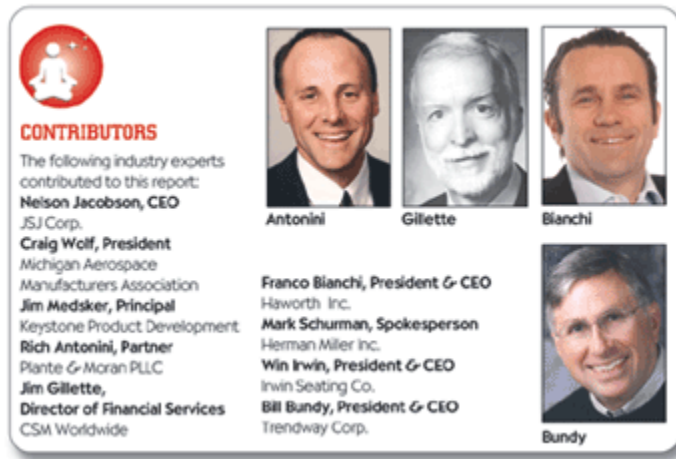 CONTRIBUTORS
The following industry experts
contributed to this report:
Nelson Jacobson, CEO
JSJ Corp.
Craig Wolf, President
Michigan Aerospace
Manufacturers Association
Jim Medsker, Principal
Keystone Product Development
Rich Antonini, Partner
Plante & Moran PLLC
Jim Gillette,
Director of Financial Services
CSM Worldwide
Antonini
Gillette
Bianchi
Franco Bianchi, President & CEO
Haworth Inc.
Mark Schurman, Spokesperson
Herman Miller Inc.
Win Irwin, President & CEO
Irwin Seating Co.
Bill Bundy, President & CEO
Trendway Corp.
Bundy